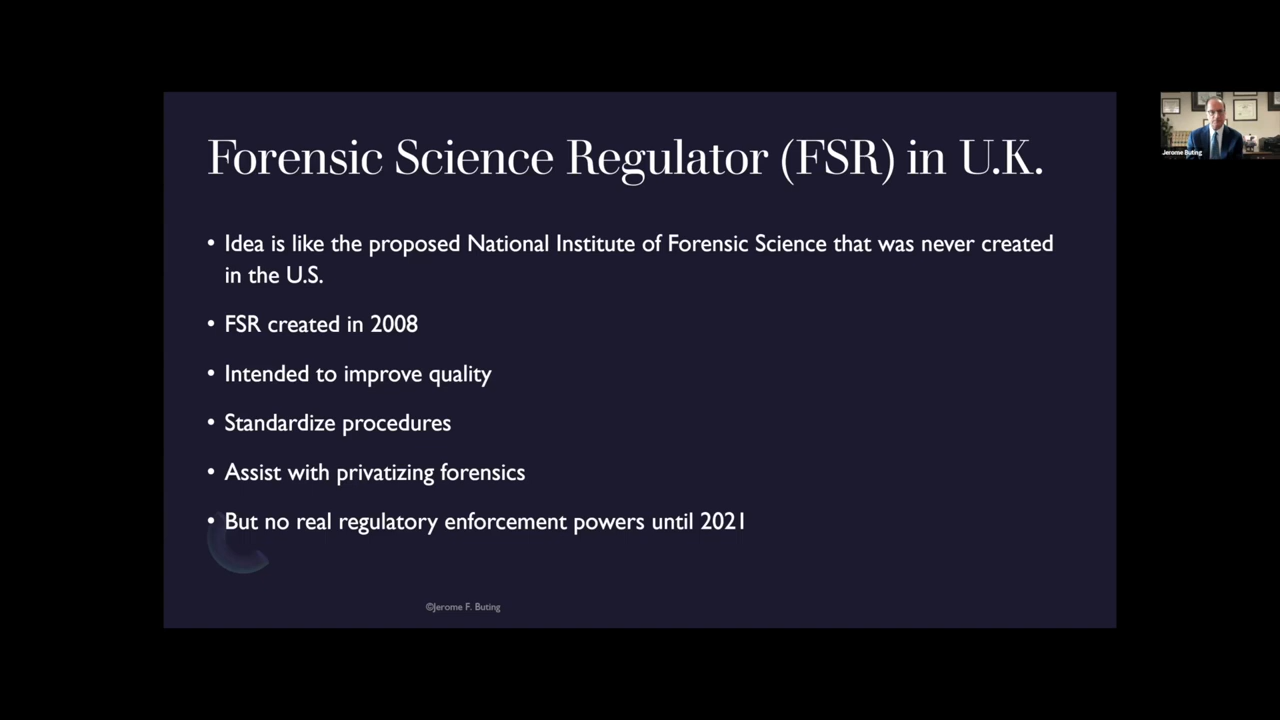 Forensic Science Regulator (FSR) in U.K.
• Idea is like the proposed National Institute of Forensic Science that was never created
in the U.S.
• FSR created in 2008
• Intended to improve quality
• Standardize procedures
• Assist with privatizing forensics
• But no real regulatory enforcement powers until 2021
©Jerome F. Buting
Jerome Buting